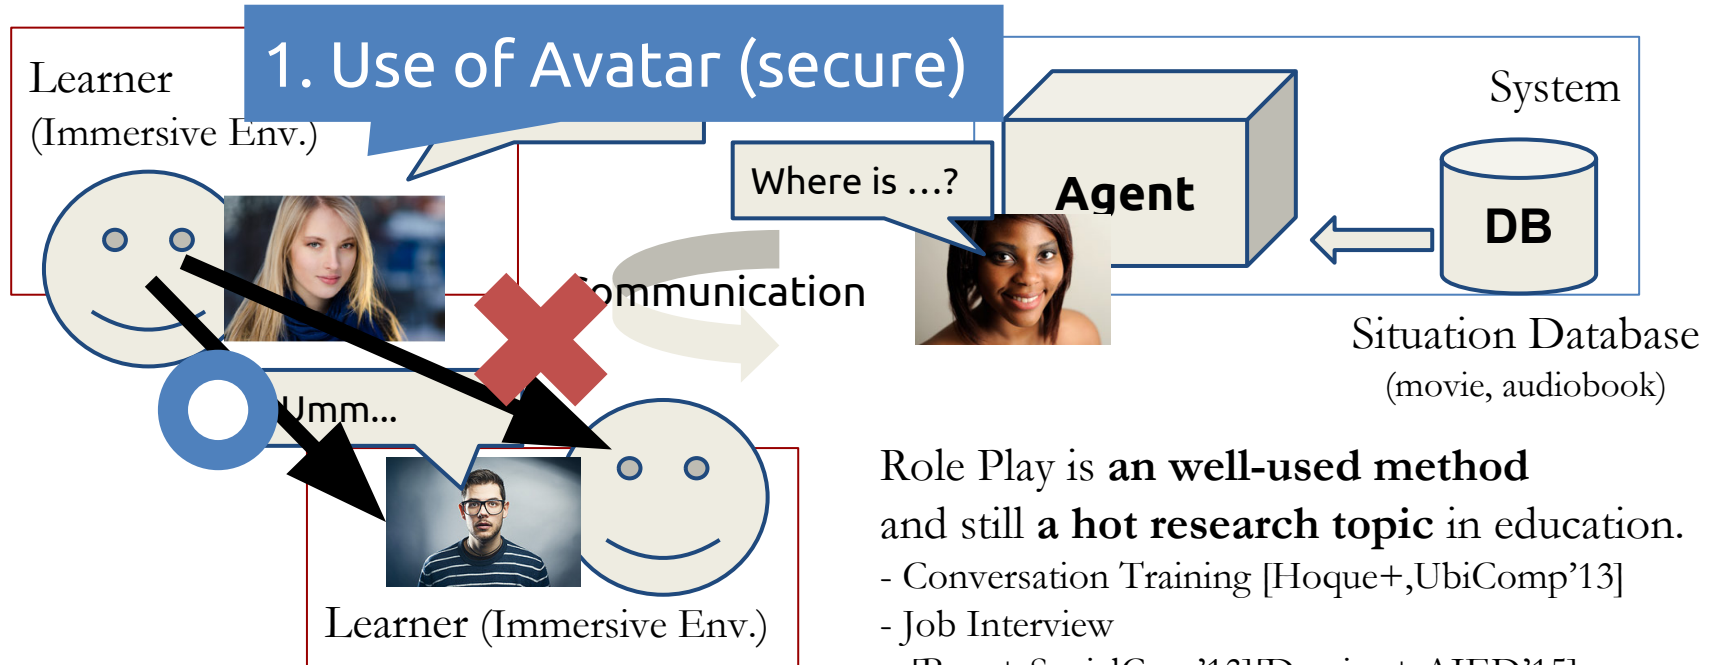 1. Use of Avatar (secure)
Learner
(Immersive Env.)
System
Where is ...?
Agent
DB
Communication
Situation Database
(movie, audiobook)
Umm...
Learner (Immersive Env.)
Role Play is an well-used method
and still a hot research topic in education.
- Conversation Training [Hoque+,UbiComp’13]
- Job Interview